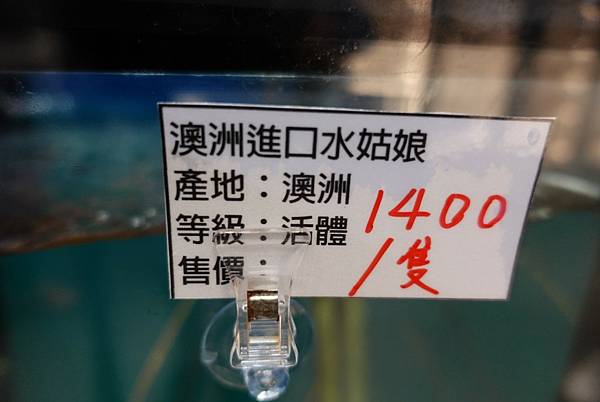 澳洲進口水姑娘
產地：澳洲
等級：活體
售價：
1400
/隻